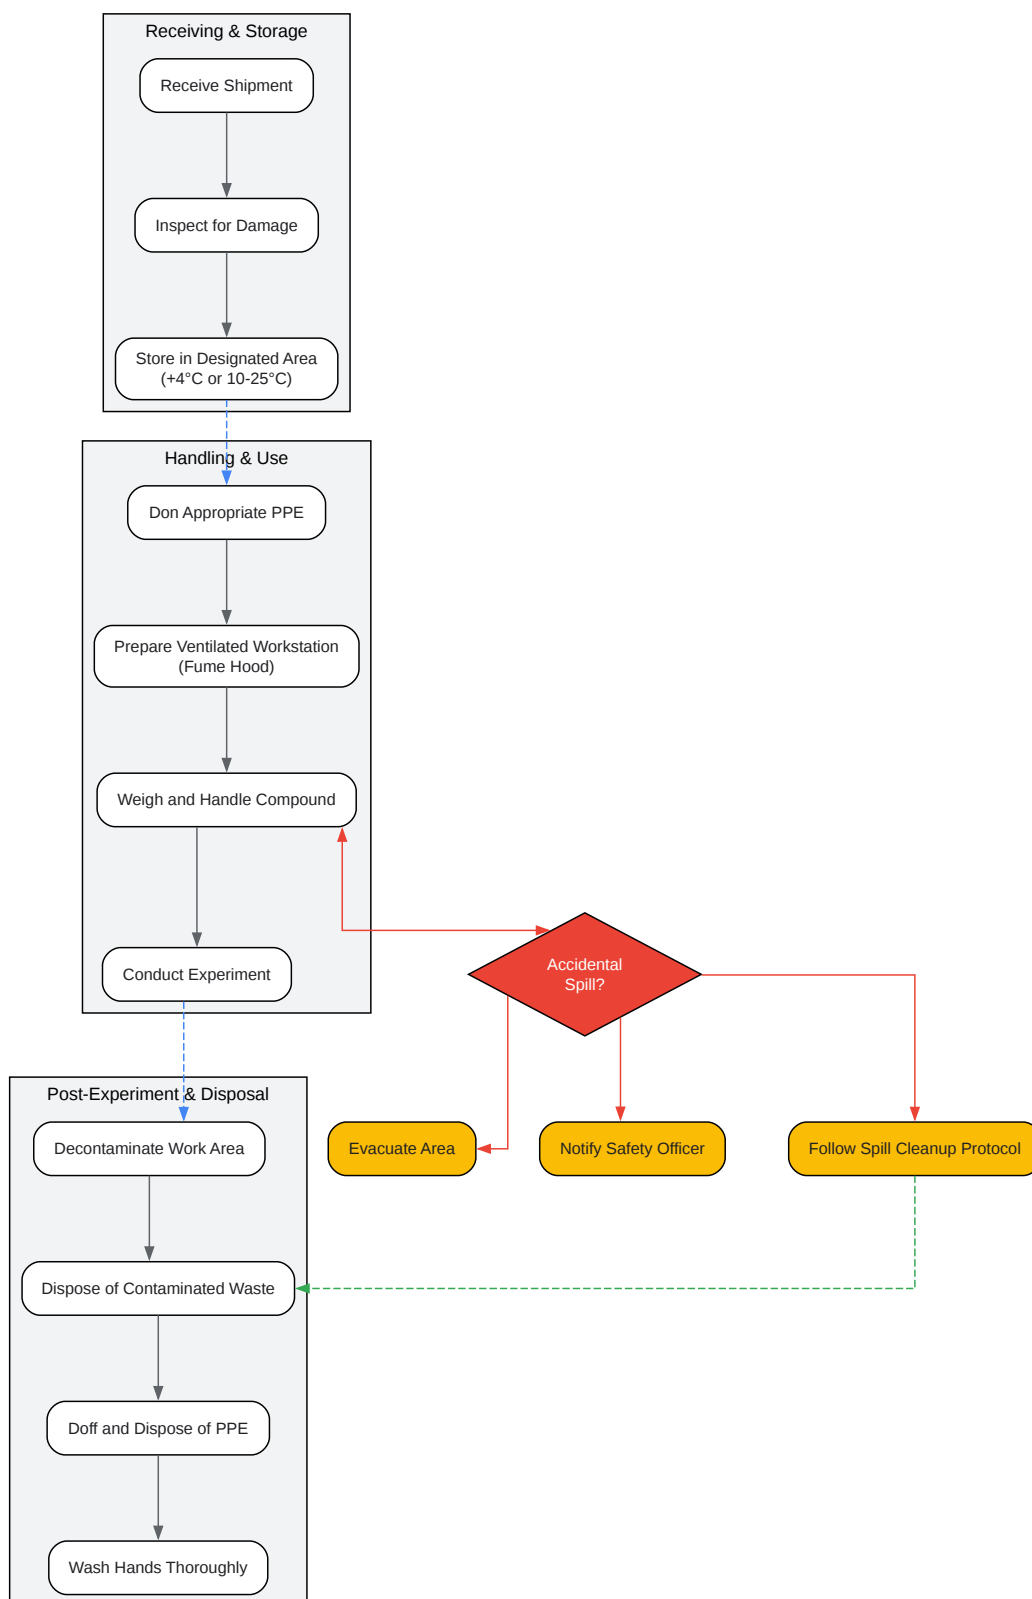 Receiving & Storage
Receive Shipment
Inspect for Damage
Store in Designated Area
(+4°C or 10-25°C)
Handling & Use
Don Appropriate PPE
Prepare Ventilated Workstation
(Fume Hood)
Weigh and Handle Compound
Conduct Experiment
Accidental
Spill?
Post-Experiment & Disposal
Decontaminate Work Area
Evacuate Area
Notify Safety Officer
Follow Spill Cleanup Protocol
Dispose of Contaminated Waste
Doff and Dispose of PPE
Wash Hands Thoroughly